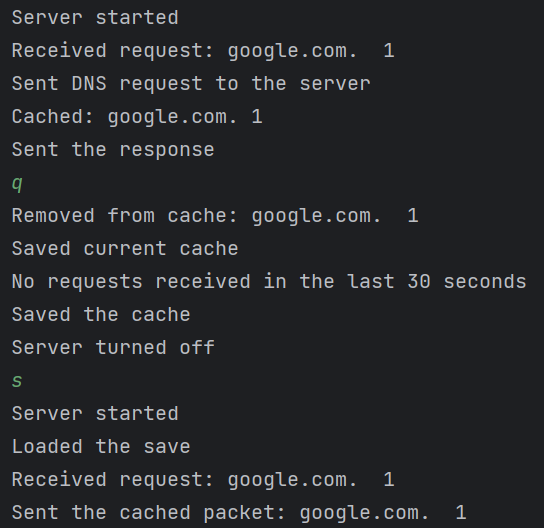 Server started
Received request: google.com.  1
Sent DNS request to the server
Cached: google.com. 1
Sent the response
q
Removed from cache: google.com.  1
Saved current cache
No requests received in the last 30 seconds
Saved the cache
Server turned off
s
Server started
Loaded the save
Received request: google.com.  1
Sent the cached packet: google.com.  1